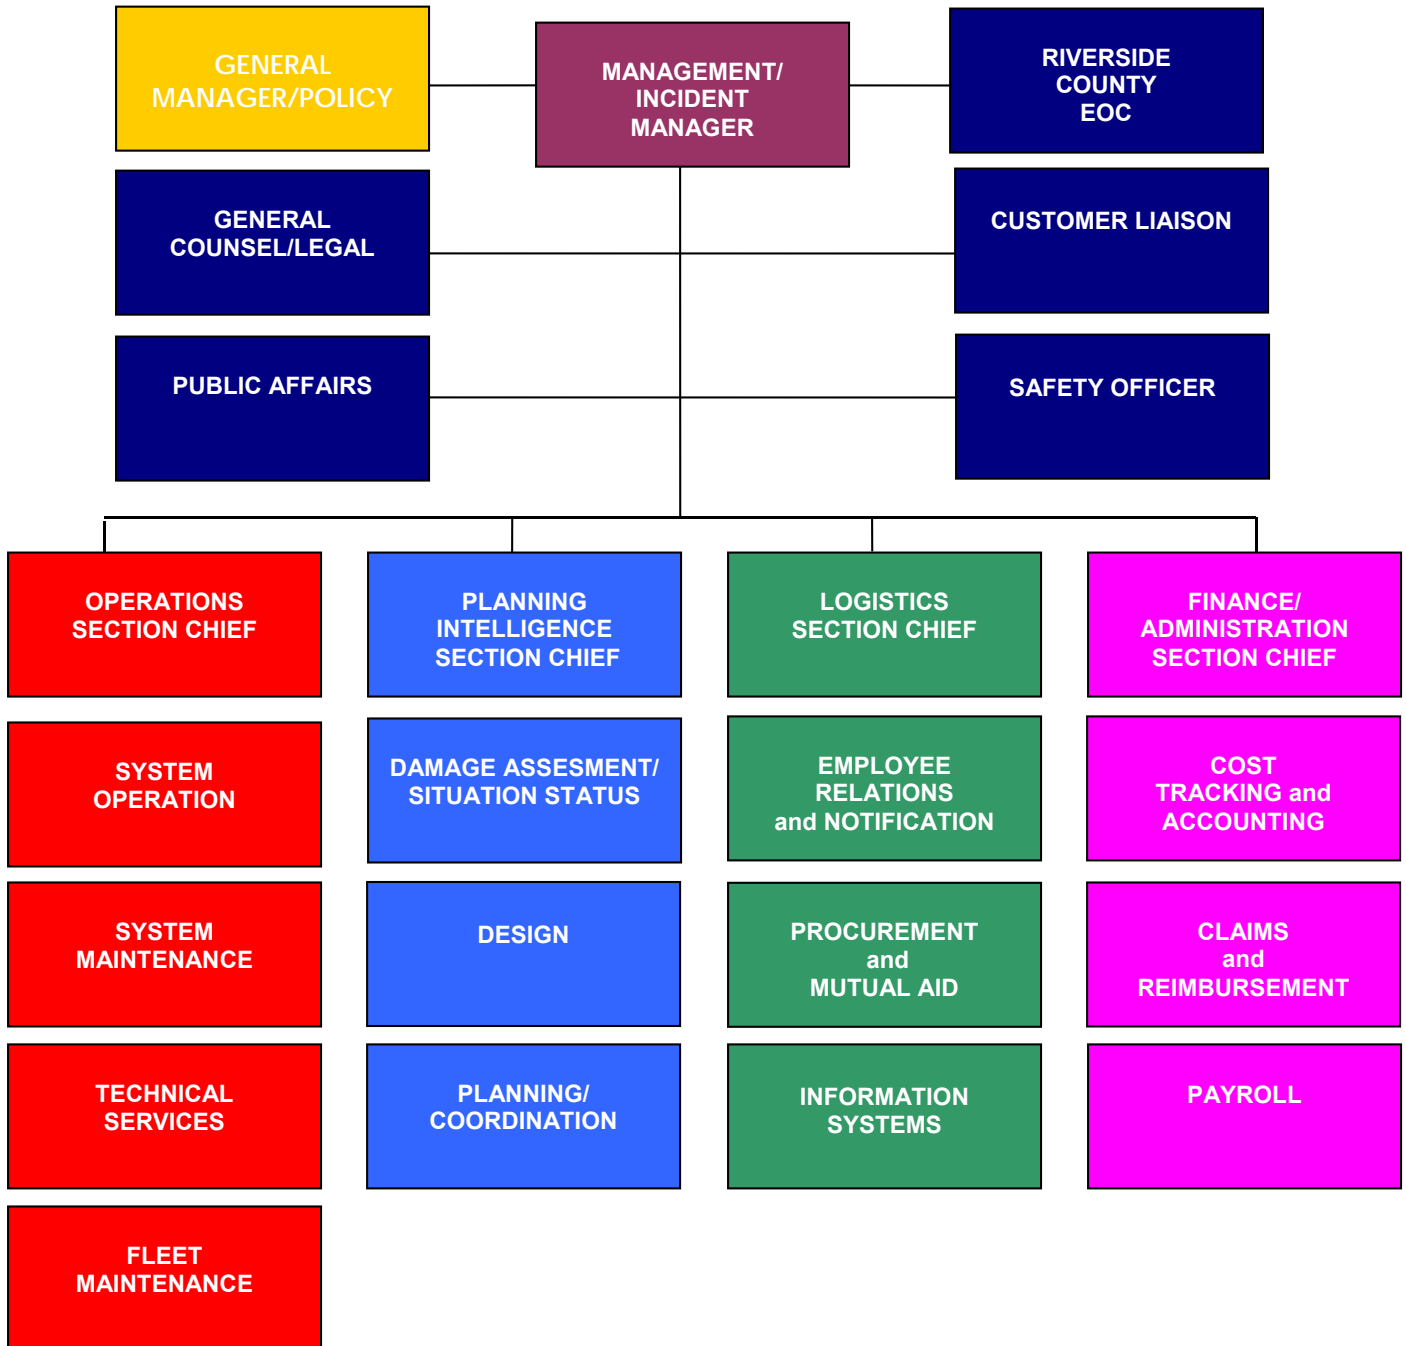 GENERAL
MANAGER/POLICY
MANAGEMENT/
INCIDENT
MANAGER
RIVERSIDE
COUNTY
EOC
GENERAL
COUNSEL/LEGAL
CUSTOMER LIAISON
PUBLIC AFFAIRS
SAFETY OFFICER
OPERATIONS
SECTION CHIEF
PLANNING
INTELLIGENCE
SECTION CHIEF
LOGISTICS
SECTION CHIEF
FINANCE/
ADMINISTRATION
SECTION CHIEF
SYSTEM
OPERATION
DAMAGE ASSESMENT/
SITUATION STATUS
EMPLOYEE
RELATIONS
and NOTIFICATION
COST
TRACKING and
ACCOUNTING
SYSTEM
MAINTENANCE
DESIGN
PROCUREMENT
and
MUTUAL AID
CLAIMS
and
REIMBURSEMENT
TECHNICAL
SERVICES
PLANNING/
COORDINATION
INFORMATION
SYSTEMS
PAYROLL
FLEET
MAINTENANCE